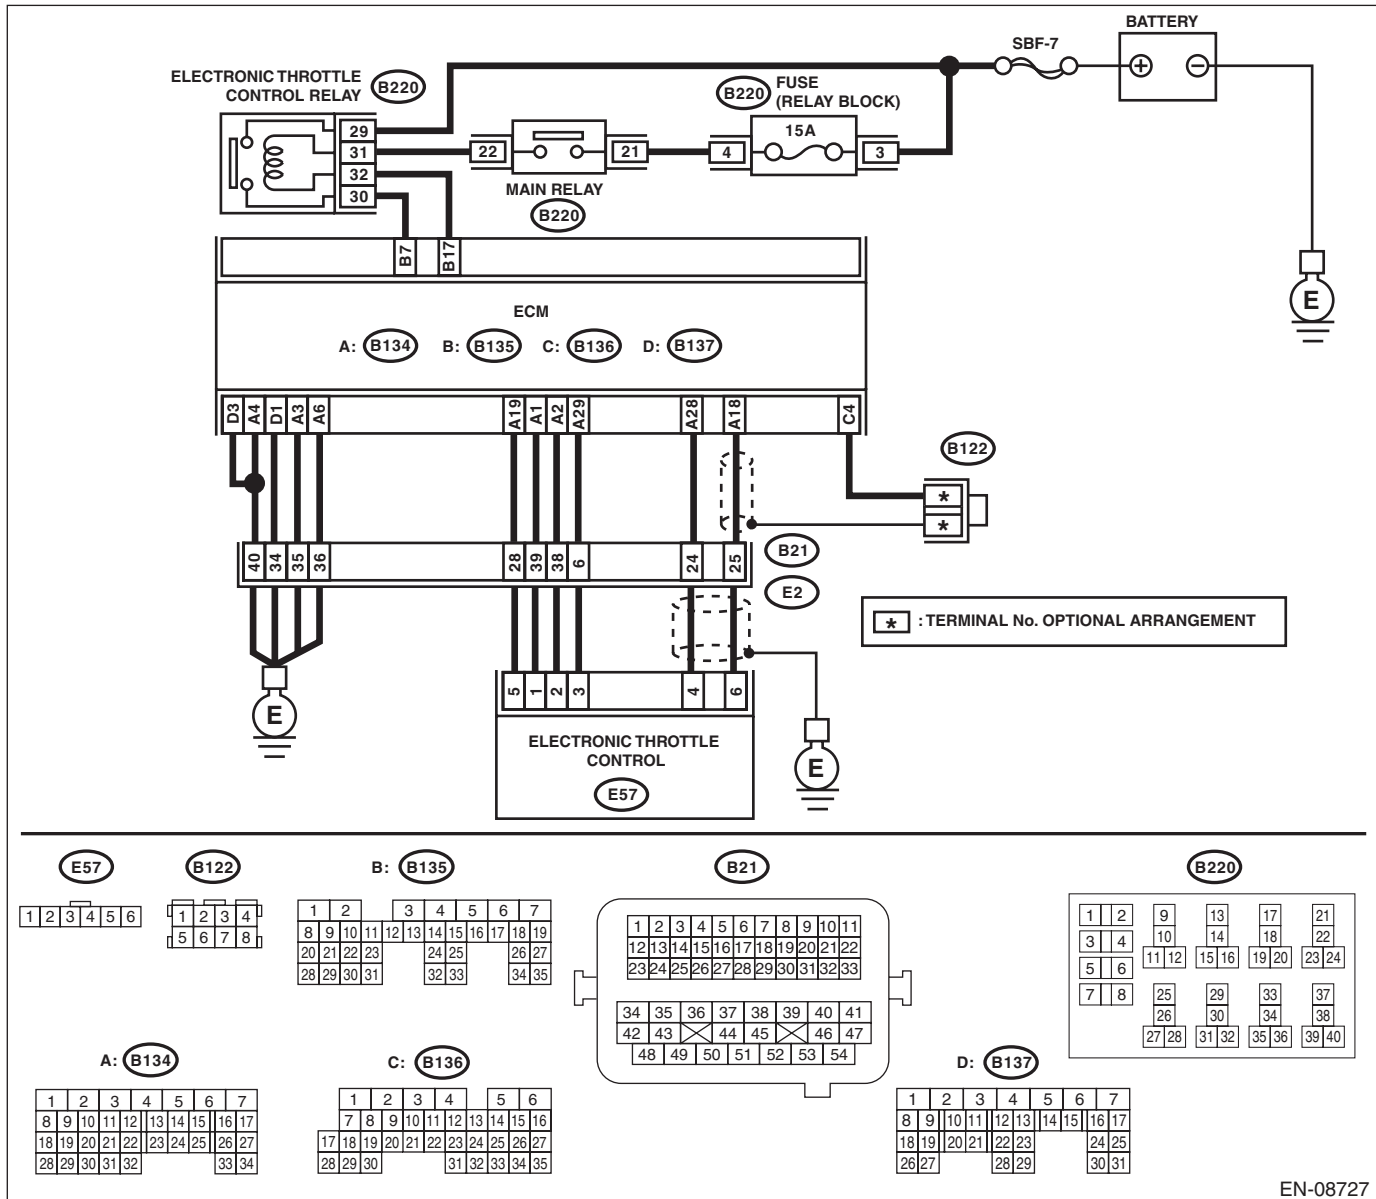 BATTERY
SBF-7
ELECTRONIC THROTTLE
CONTROL RELAY
B220
B220
FUSE
(RELAY BLOCK)
15A
29
31
32
30
22
21
4
3
MAIN RELAY
B220
B7
B17
E
ECM
A: B134 B: B135 C: B136 D: B137
D3 A4 D1 A3 A6 A19 A1 A2 A29 A28 A18 C4
B122
*
*
40 34 35 36 28 39 38 6 24 25
B21
E2
* : TERMINAL No. OPTIONAL ARRANGEMENT
5 1 2 3 4 6
E
ELECTRONIC THROTTLE
CONTROL
E57
E
E57
1 2 3 4 5 6
B122
1 2 3 4
5 6 7 8
B: B135
1 2 3 4 5 6 7
8 9 10 11 12 13 14 15 16 17 18 19
20 21 22 23 24 25 26 27
28 29 30 31 32 33 34 35
B21
1 2 3 4 5 6 7 8 9 10 11
12 13 14 15 16 17 18 19 20 21 22
23 24 25 26 27 28 29 30 31 32 33
34 35 36 37 38 39 40 41
42 43 44 45 46 47
48 49 50 51 52 53 54
B220
1 2 9 13 17 21
3 4 10 14 18 22
11 12 15 16 19 20 23 24
5 6
7 8 25 29 33 37
26 30 34 38
27 28 31 32 35 36 39 40
A: B134
1 2 3 4 5 6 7
8 9 10 11 12 13 14 15 16 17
18 19 20 21 22 23 24 25 26 27
28 29 30 31 32 33 34
C: B136
1 2 3 4 5 6
7 8 9 10 11 12 13 14 15 16
17 18 19 20 21 22 23 24 25 26 27
28 29 30 31 32 33 34 35
D: B137
1 2 3 4 5 6 7
8 9 10 11 12 13 14 15 16 17
18 19 20 21 22 23 24 25
26 27 28 29 30 31
EN-08727